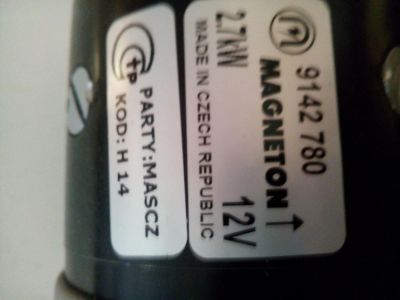 9142 780
MAGNETON
2.7kW 12V
MADE IN CZECH REPUBLIC
PARTY:MASCZ
KOD: H 14